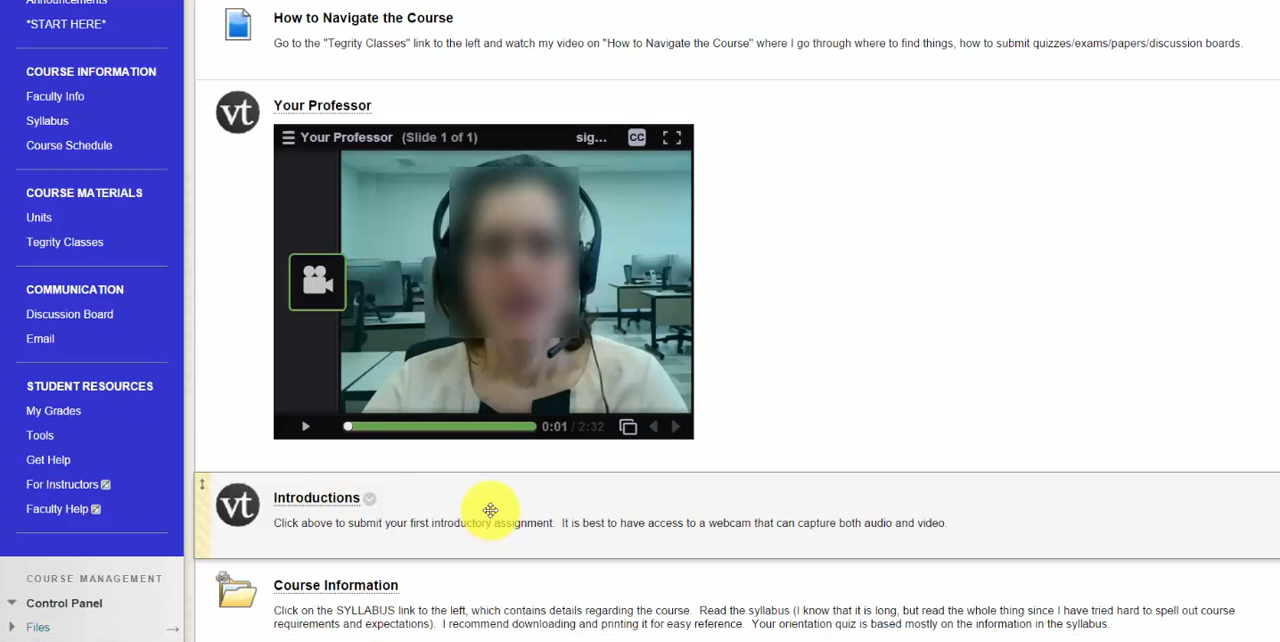 Announcements
*START HERE*
COURSE INFORMATION
Faculty Info
Syllabus
Course Schedule
COURSE MATERIALS
Units
Tegrity Classes
COMMUNICATION
Discussion Board
Email
STUDENT RESOURCES
My Grades
Tools
Get Help
For Instructors
Faculty Help
COURSE MANAGEMENT
Control Panel
Files
How to Navigate the Course
Go to the "Tegrity Classes" link to the left and watch my video on "How to Navigate the Course" where I go through where to find things, how to submit quizzes/exams/papers/discussion boards.
vt
Your Professor
Your Professor (Slide 1 of 1) sig... CC
0:01 / 2:32
vt
Introductions
Click above to submit your first introductory assignment. It is best to have access to a webcam that can capture both audio and video.
Course Information
Click on the SYLLABUS link to the left, which contains details regarding the course. Read the syllabus (I know that it is long, but read the whole thing since I have tried hard to spell out course
requirements and expectations). I recommend downloading and printing it for easy reference. Your orientation quiz is based mostly on the information in the syllabus.